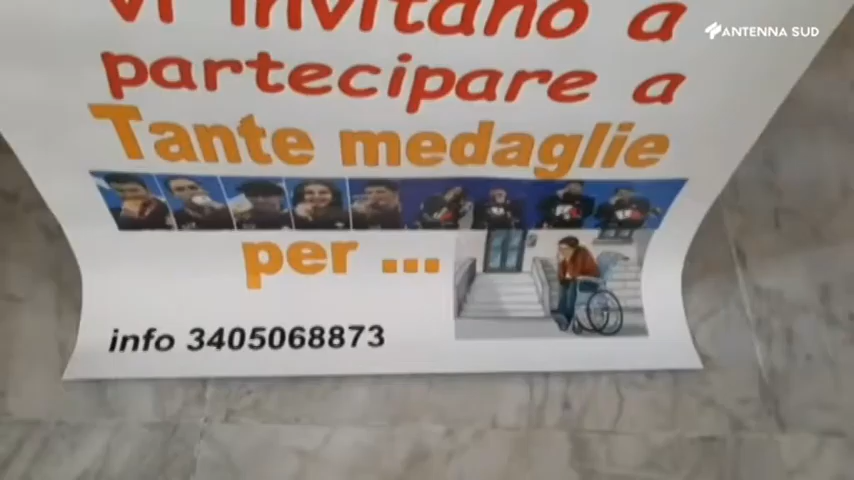 vi invitano a
ANTENNA SUD
partecipare a
Tante medaglie
per ...
info 3405068873